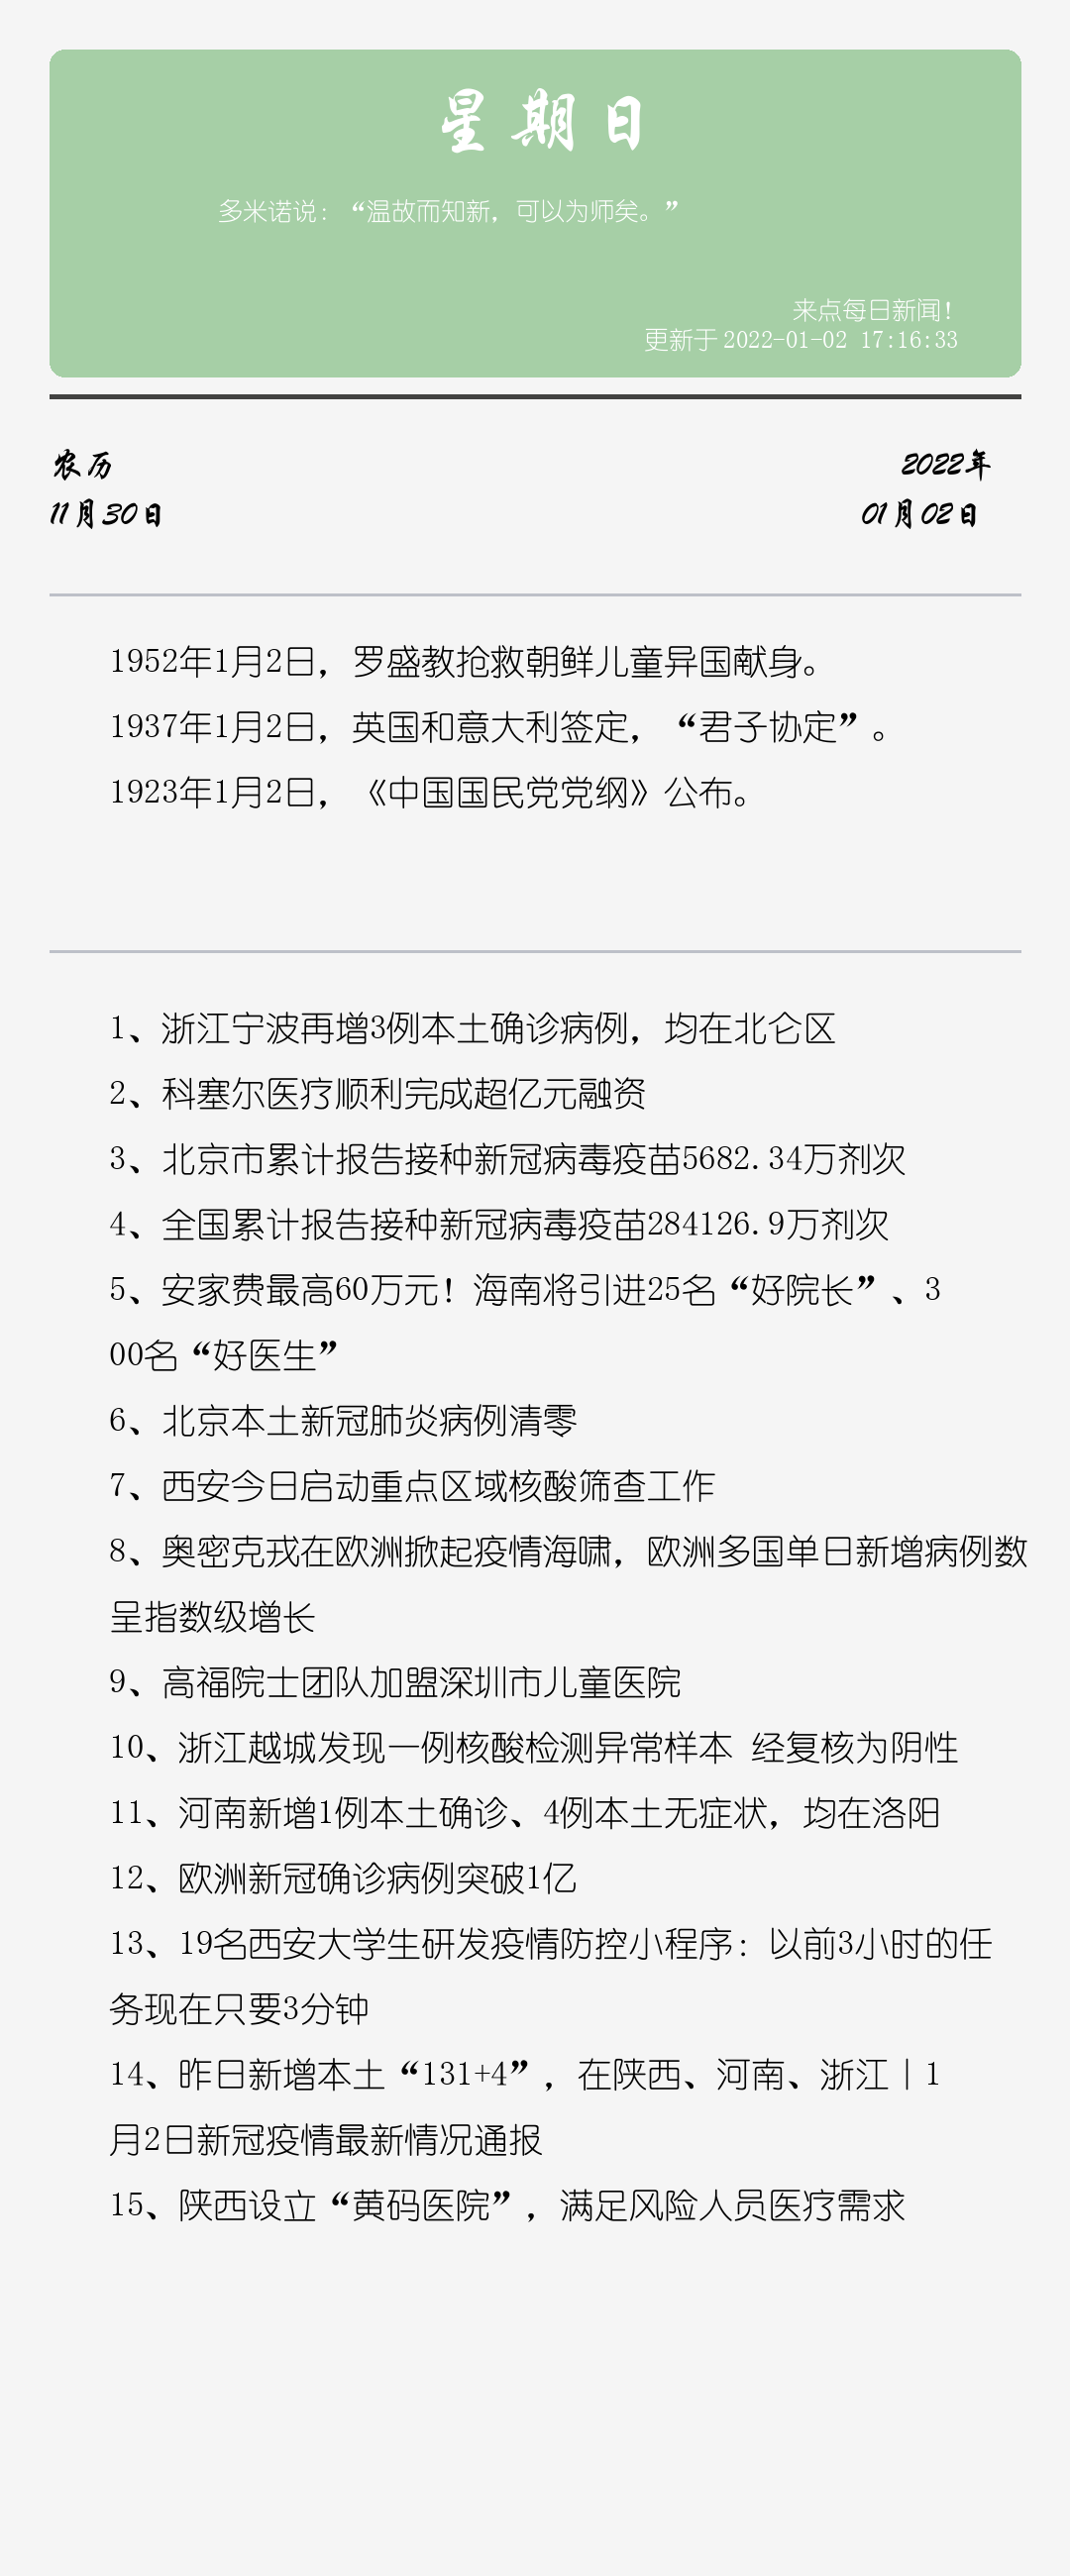 星期日
多米诺说：“温故而知新，可以为师矣。”
来点每日新闻！
更新于 2022-01-02 17:16:33
农历
2022年
11月30日
01月02日
1952年1月2日，罗盛教抢救朝鲜儿童异国献身。
1937年1月2日，英国和意大利签定，“君子协定”。
1923年1月2日，《中国国民党党纲》公布。
1、浙江宁波再增3例本土确诊病例，均在北仑区
2、科塞尔医疗顺利完成超亿元融资
3、北京市累计报告接种新冠病毒疫苗5682.34万剂次
4、全国累计报告接种新冠病毒疫苗284126.9万剂次
5、安家费最高60万元！海南将引进25名“好院长”、3
00名“好医生”
6、北京本土新冠肺炎病例清零
7、西安今日启动重点区域核酸筛查工作
8、奥密克戎在欧洲掀起疫情海啸，欧洲多国单日新增病例数
呈指数级增长
9、高福院士团队加盟深圳市儿童医院
10、浙江越城发现一例核酸检测异常样本 经复核为阴性
11、河南新增1例本土确诊、4例本土无症状，均在洛阳
12、欧洲新冠确诊病例突破1亿
13、19名西安大学生研发疫情防控小程序：以前3小时的任
务现在只要3分钟
14、昨日新增本土“131+4”，在陕西、河南、浙江丨1
月2日新冠疫情最新情况通报
15、陕西设立“黄码医院”，满足风险人员医疗需求